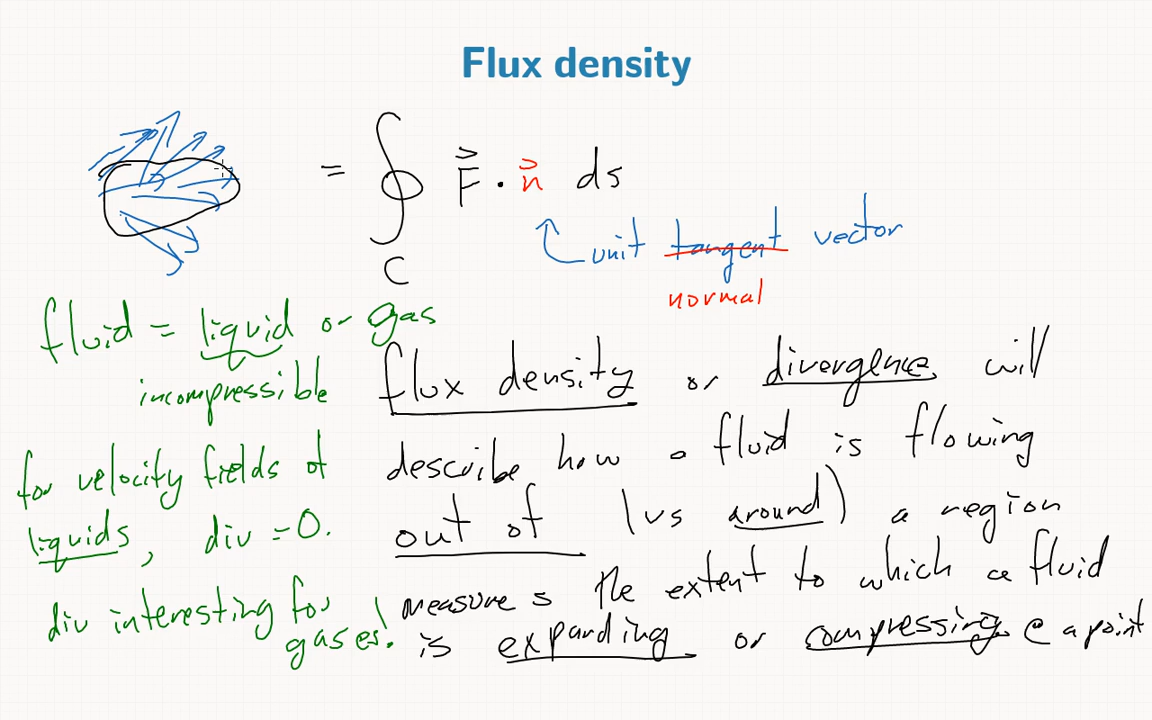 Flux density
= ∮ F⃗ · n⃗ ds
C
unit tangent vector
normal
fluid = liquid or gas
incompressible
for velocity fields of
liquids, div = 0.
div interesting for
gases!
flux density or divergence will
describe how a fluid is flowing
out of (vs around) a region
measures the extent to which a fluid
is expanding or compressing @ a point